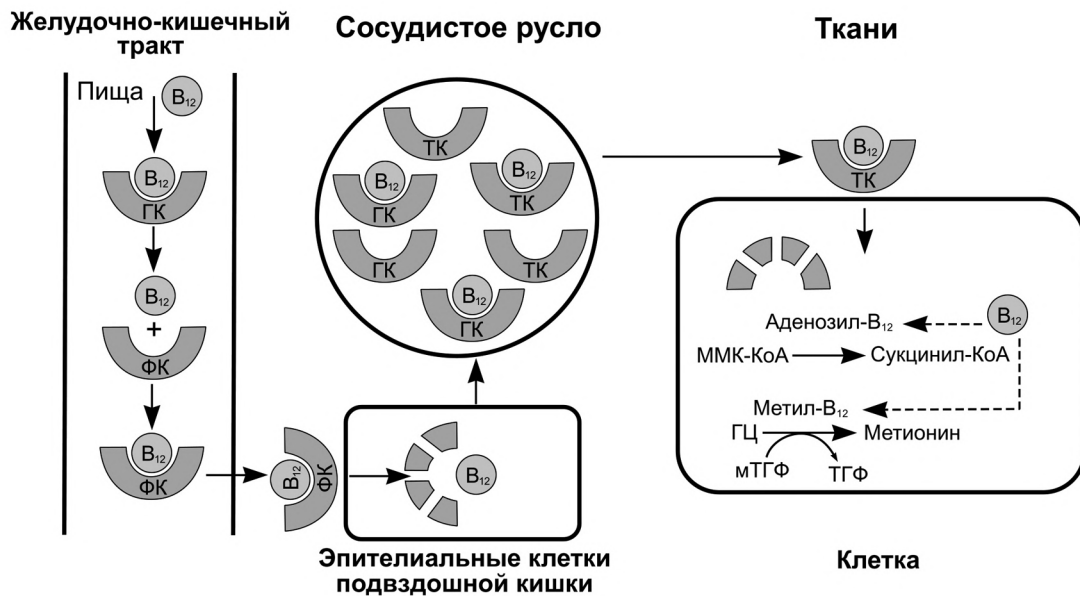 Желудочно-кишечный
тракт
Пища
B12
B12
ГК
B12
+
ФК
B12
ФК
B12
ФК
B12
Эпителиальные клетки
подвздошной кишки
Сосудистое русло
ТК
B12
ГК
B12
ТК
ГК
ТК
B12
ГК
Ткани
B12
ТК
B12
Аденозил-B12
ММК-КоА
Сукцинил-КоА
Метил-B12
ГЦ
Метионин
мТГФ
ТГФ
Клетка